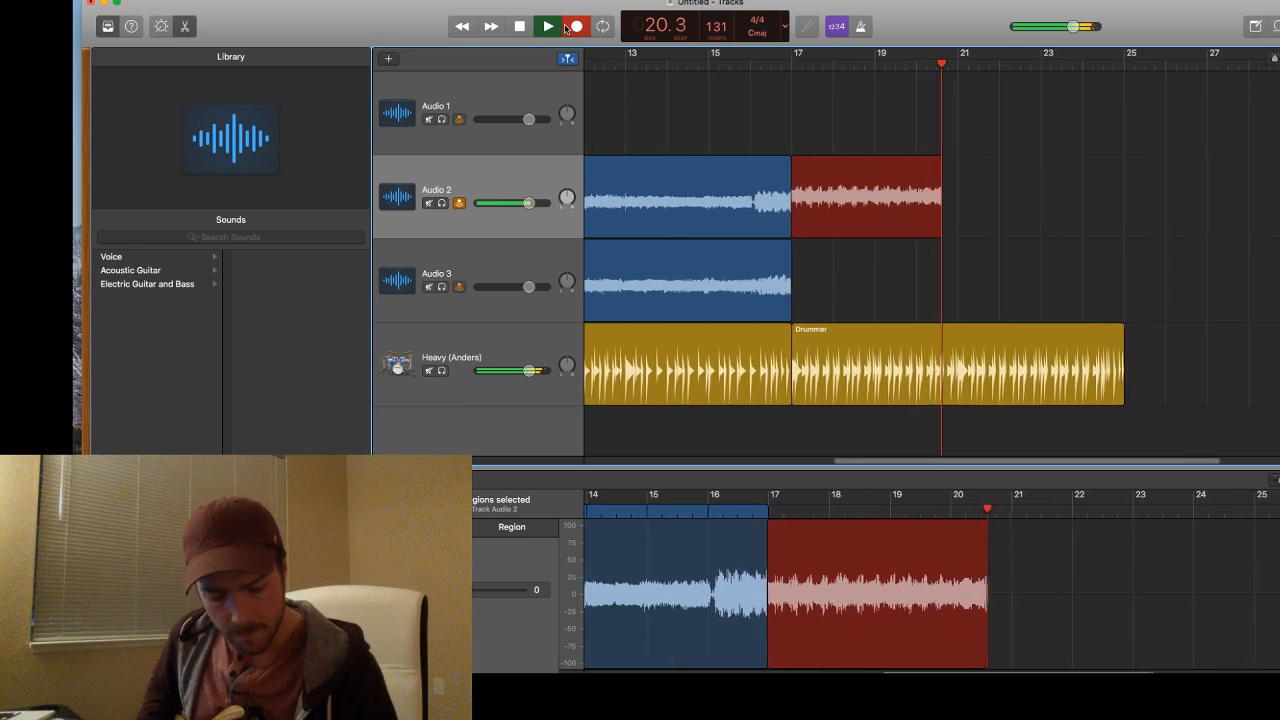 Untitled - Tracks
20.3
BAR BEAT
131
TEMPO
4/4
Cmaj
1234
Library
13 15 17 19 21 23 25 27
Audio 1
L R
Audio 2
L R
Sounds
Search Sounds
Voice
Acoustic Guitar
Electric Guitar and Bass
Audio 3
L R
Heavy (Anders)
L R
Drummer
gions selected
Track Audio 2
14 15 16 17 18 19 20 21 22 23 24 25
Region
0
100
75
50
25
0
-25
-50
-75
-100